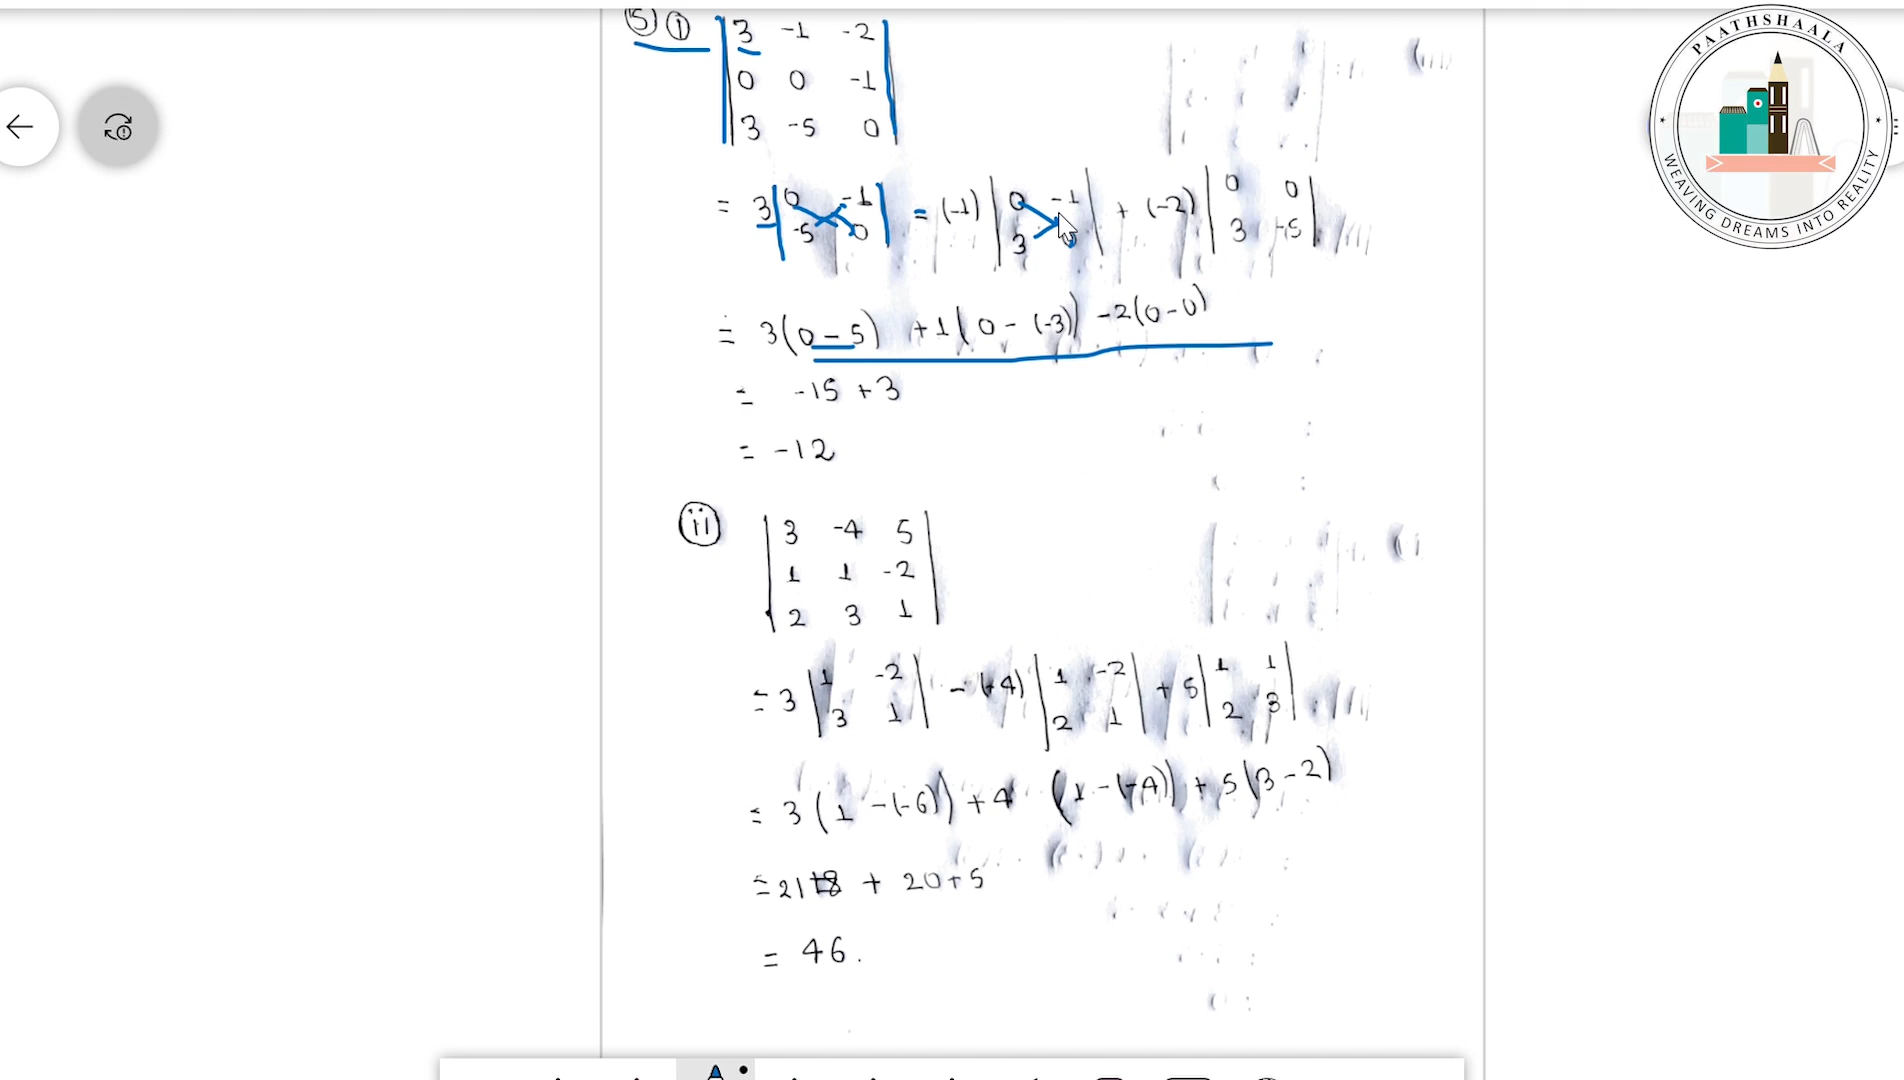 PAATHSHAALA
WEAVING DREAMS INTO REALITY
(5) (i) | 3 -1 -2 |
| 0 0 -1 |
| 3 -5 0 |
= 3 | 0 -1 | = (-1) | 0 -1 | + (-2) | 0 0 |
| -5 0 | | 3 | | 3 -5 |
= 3(0-5) +1(0-(-3)) -2(0-0)
= -15 +3
= -12
(ii) | 3 -4 5 |
| 1 1 -2 |
| 2 3 1 |
= 3 | 1 -2 | - (-4) | 1 -2 | + 5 | 1 1 |
| 3 1 | | 2 1 | | 2 3 |
= 3(1-(-6)) +4 (1-(-4)) + 5(3-2)
= 21 + 20+5
= 46.